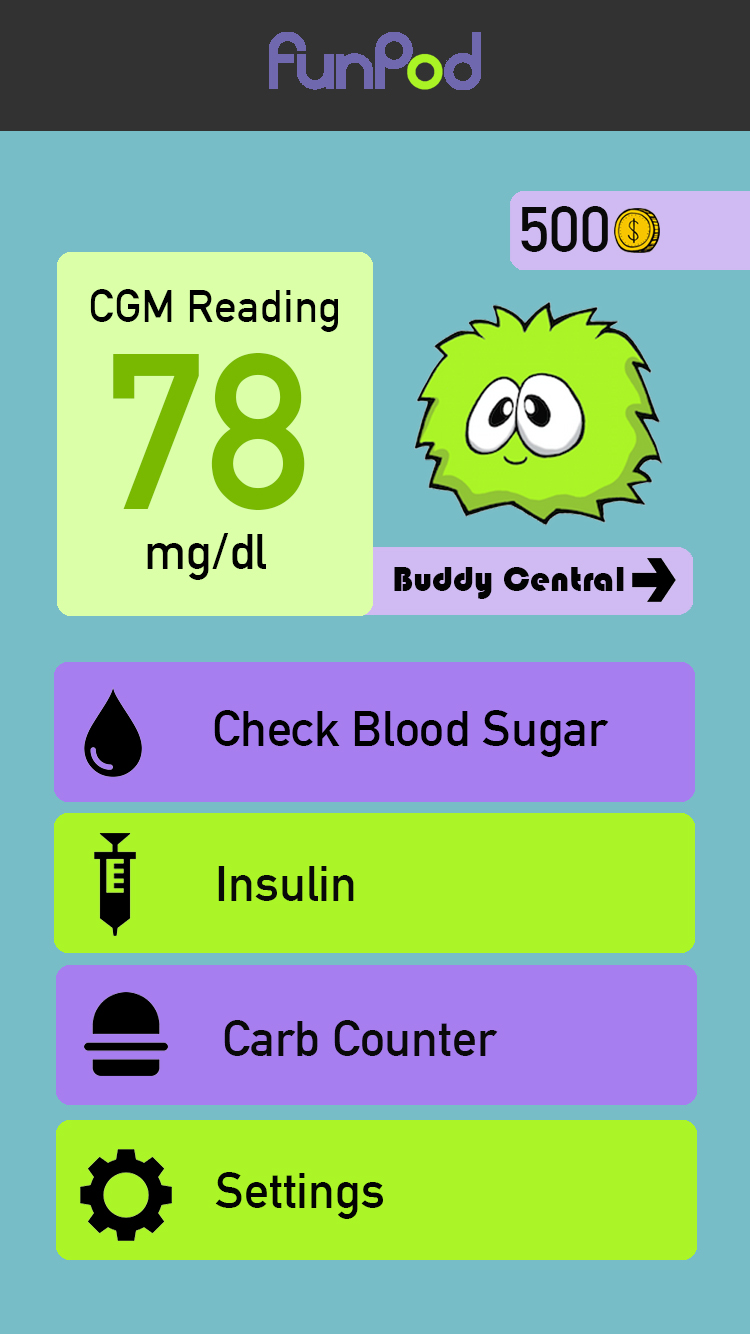 funPod
500
CGM Reading
78
mg/dl
Buddy Central
Check Blood Sugar
Insulin
Carb Counter
Settings